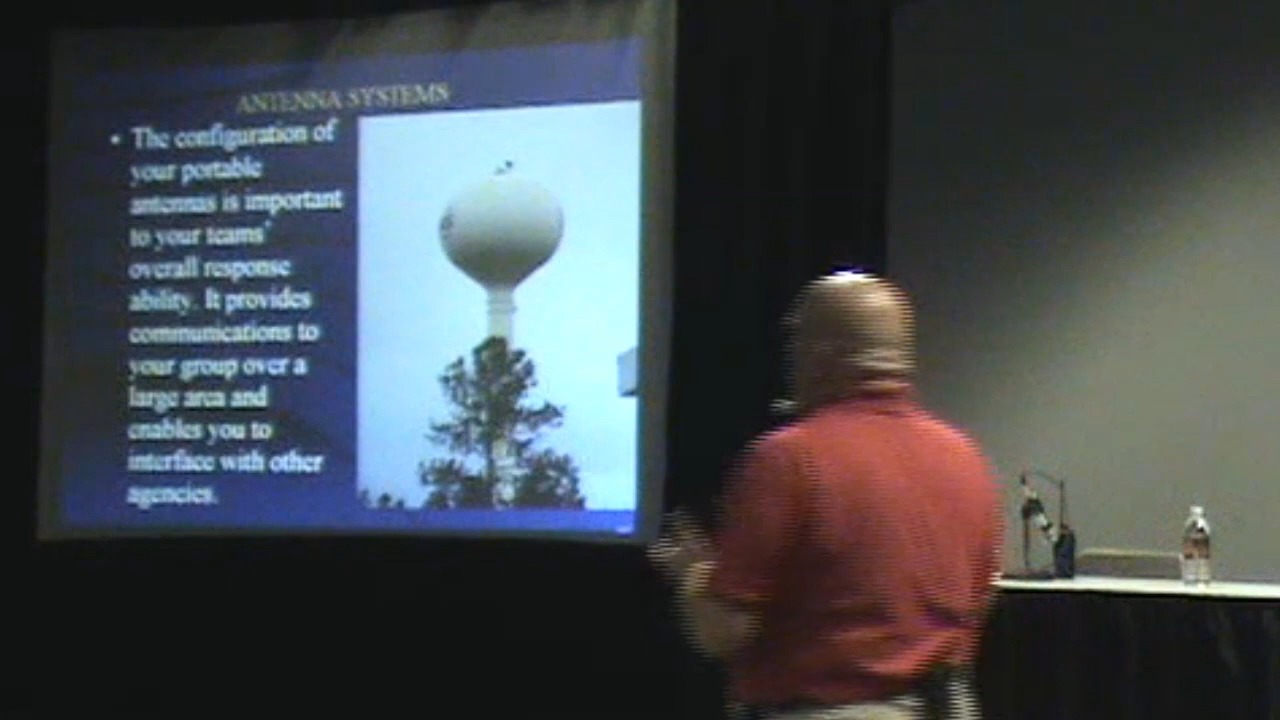 ANTENNA SYSTEMS
• The configuration of
your portable
antennas is important
to your teams'
overall response
ability. It provides
communications to
your group over a
large area and
enables you to
interface with other
agencies.